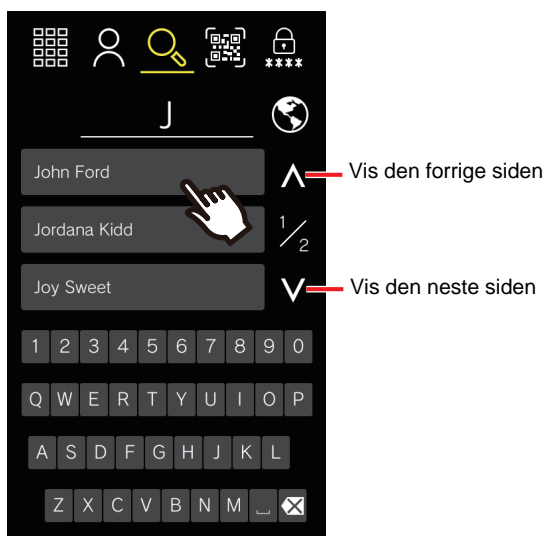 ****
J
John Ford
Vis den forrige siden
Jordana Kidd
1/2
Joy Sweet
Vis den neste siden
1 2 3 4 5 6 7 8 9 0
Q W E R T Y U I O P
A S D F G H J K L
Z X C V B N M